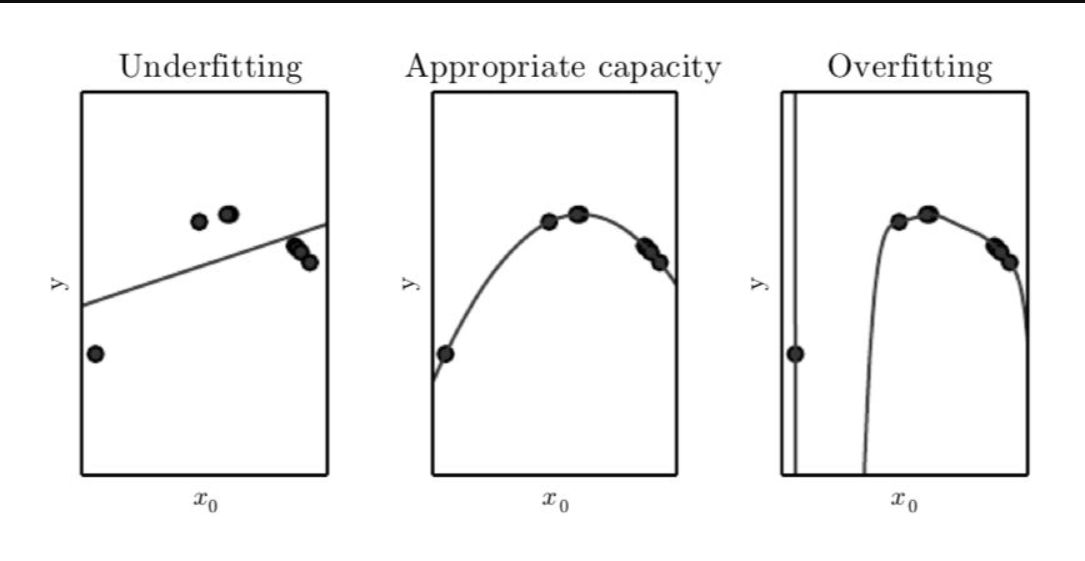 Underfitting
Appropriate capacity
Overfitting
y
y
y
x₀
x₀
x₀